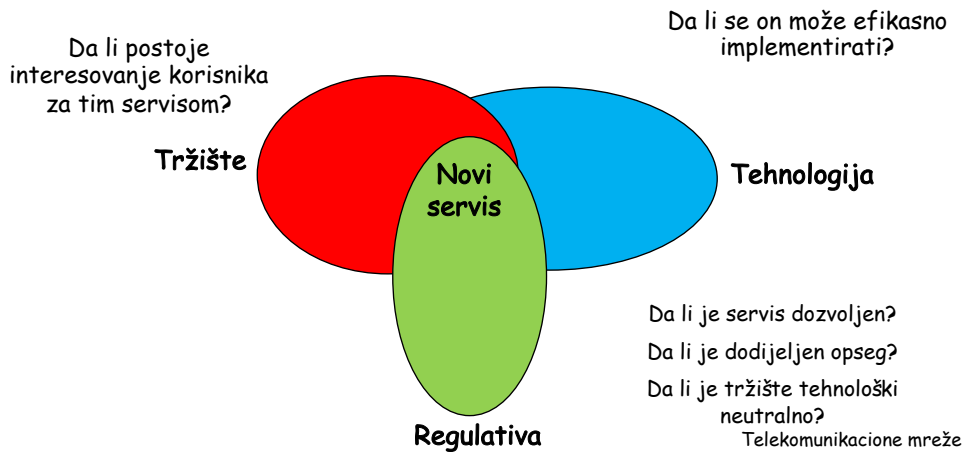 Da li postoje
interesovanje korisnika
za tim servisom?
Da li se on može efikasno
implementirati?
Tržište
Novi
servis
Tehnologija
Da li je servis dozvoljen?
Da li je dodijeljen opseg?
Da li je tržište tehnološki
neutralno?
Regulativa
Telekomunikacione mreže